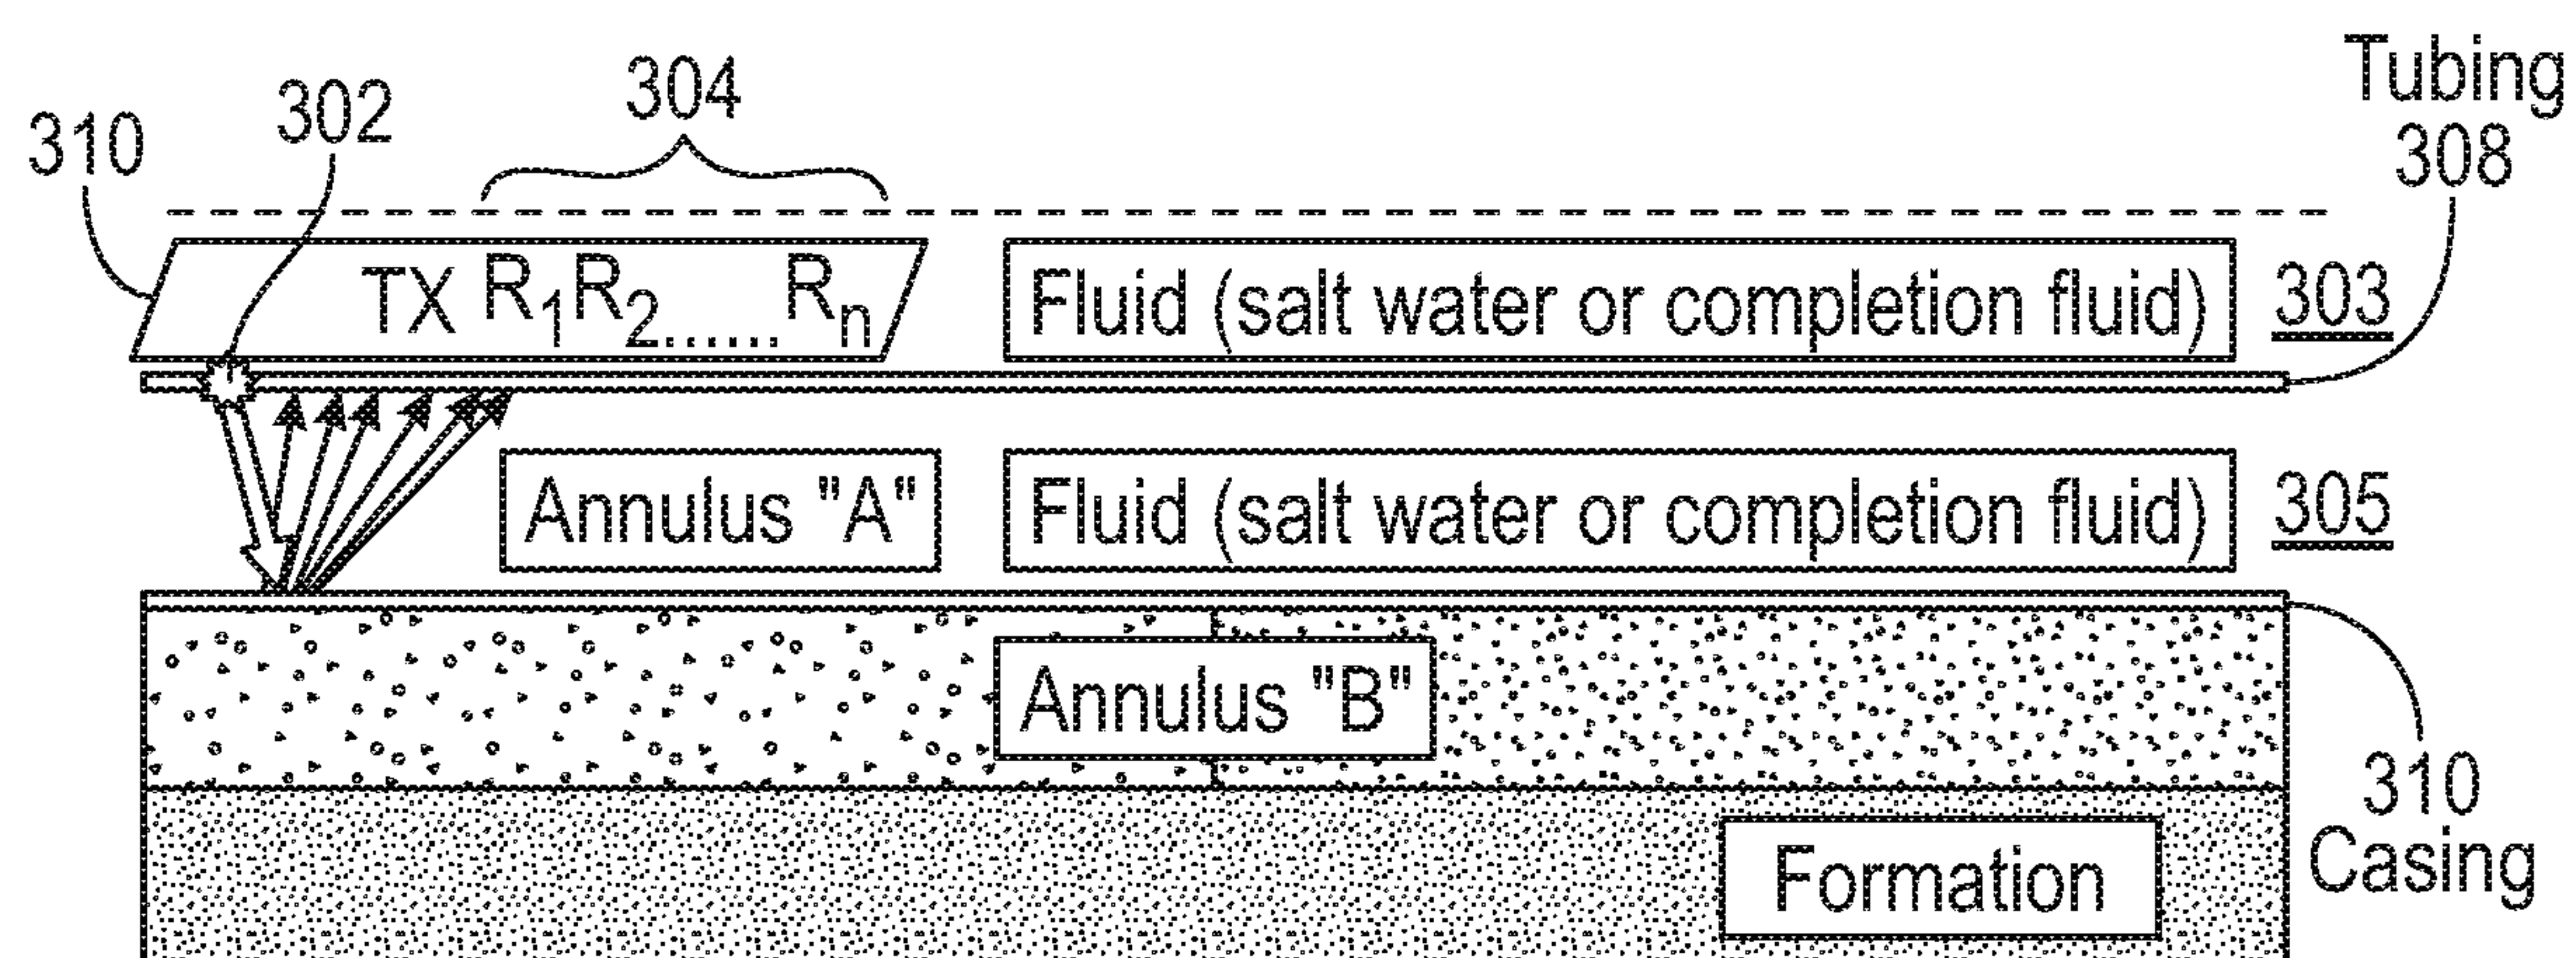 Tubing
308
304
302
310
TX R₁R₂......Rₙ
Fluid (salt water or completion fluid)
303
Annulus "A"
Fluid (salt water or completion fluid)
305
Annulus "B"
310
Casing
Formation